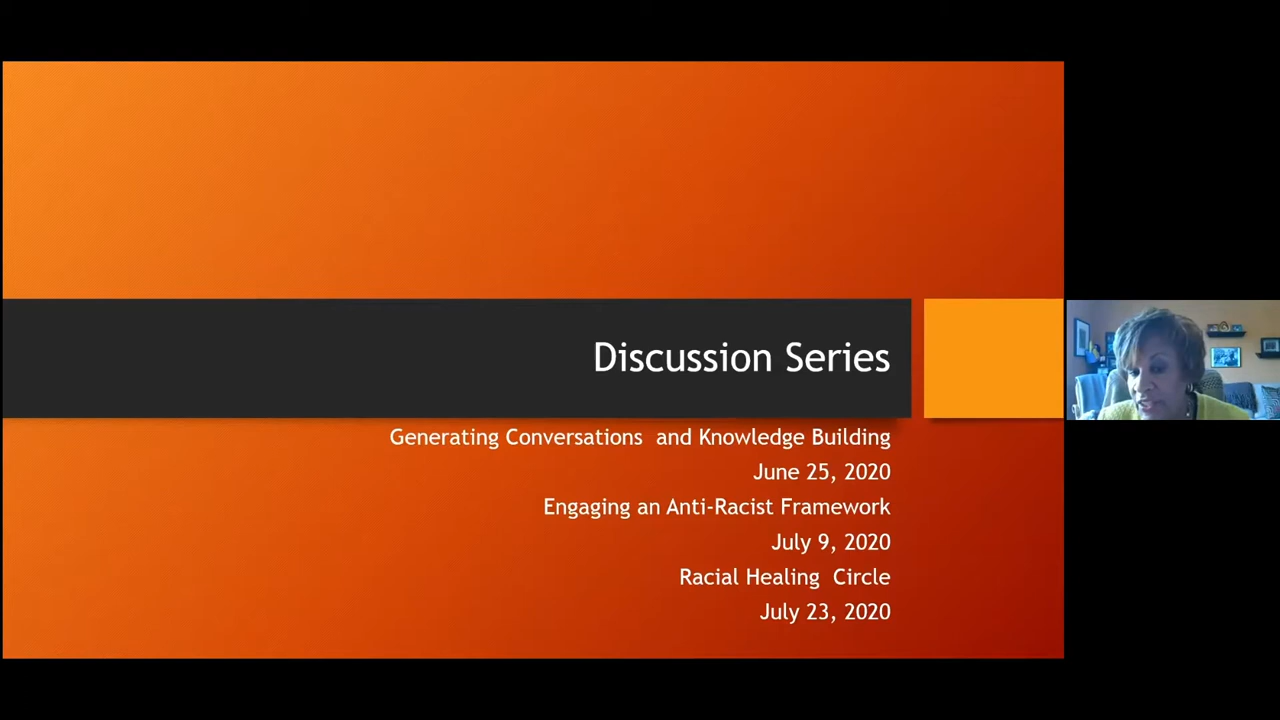 Discussion Series
Generating Conversations  and Knowledge Building
June 25, 2020
Engaging an Anti-Racist Framework
July 9, 2020
Racial Healing  Circle
July 23, 2020